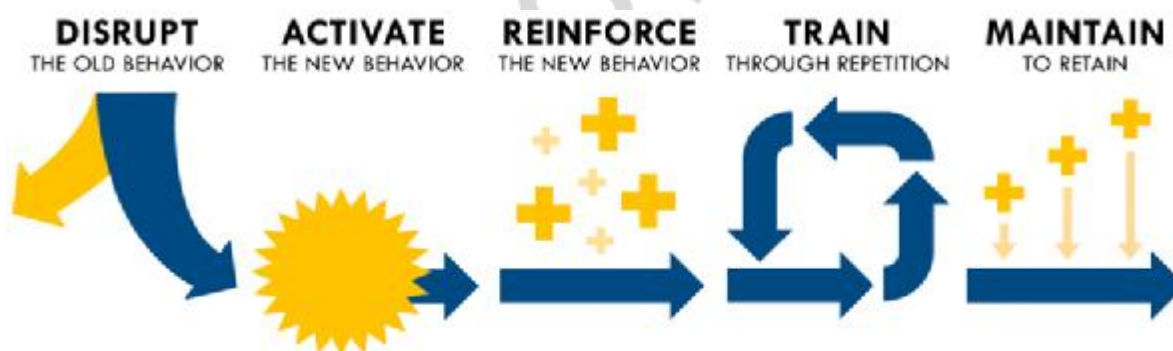 DISRUPT
THE OLD BEHAVIOR
ACTIVATE
THE NEW BEHAVIOR
REINFORCE
THE NEW BEHAVIOR
TRAIN
THROUGH REPETITION
MAINTAIN
TO RETAIN